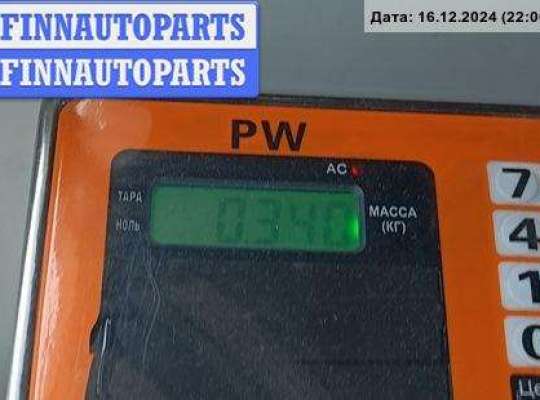 FINNAUTOPARTS
FINNAUTOPARTS
Дата: 16.12.2024 (22:0
PW
AC
ТАРА
НОЛЬ
0340
МАССА
(КГ)
7
4
1
0
Це